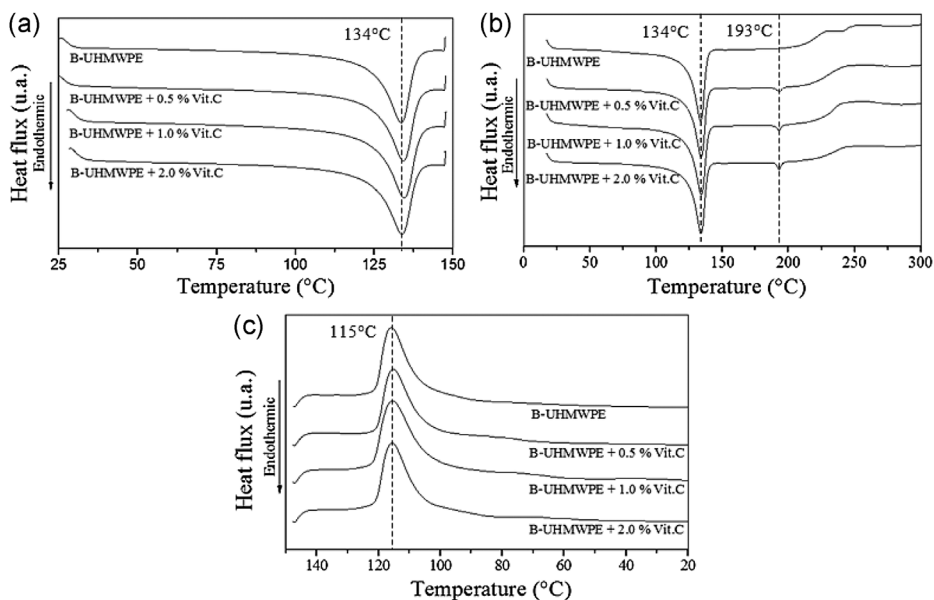 (a)
134°C
B-UHMWPE
B-UHMWPE + 0.5 % Vit.C
B-UHMWPE + 1.0 % Vit.C
B-UHMWPE + 2.0 % Vit.C
Heat flux (u.a.)
Endothermic
25 50 75 100 125 150
Temperature (°C)
(b)
134°C 193°C
B-UHMWPE
B-UHMWPE + 0.5 % Vit.C
B-UHMWPE + 1.0 % Vit.C
B-UHMWPE + 2.0 % Vit.C
Heat flux (u.a.)
Endothermic
0 50 100 150 200 250 300
Temperature (°C)
(c)
115°C
B-UHMWPE
B-UHMWPE + 0.5 % Vit.C
B-UHMWPE + 1.0 % Vit.C
B-UHMWPE + 2.0 % Vit.C
Heat flux (u.a.)
Endothermic
140 120 100 80 60 40 20
Temperature (°C)